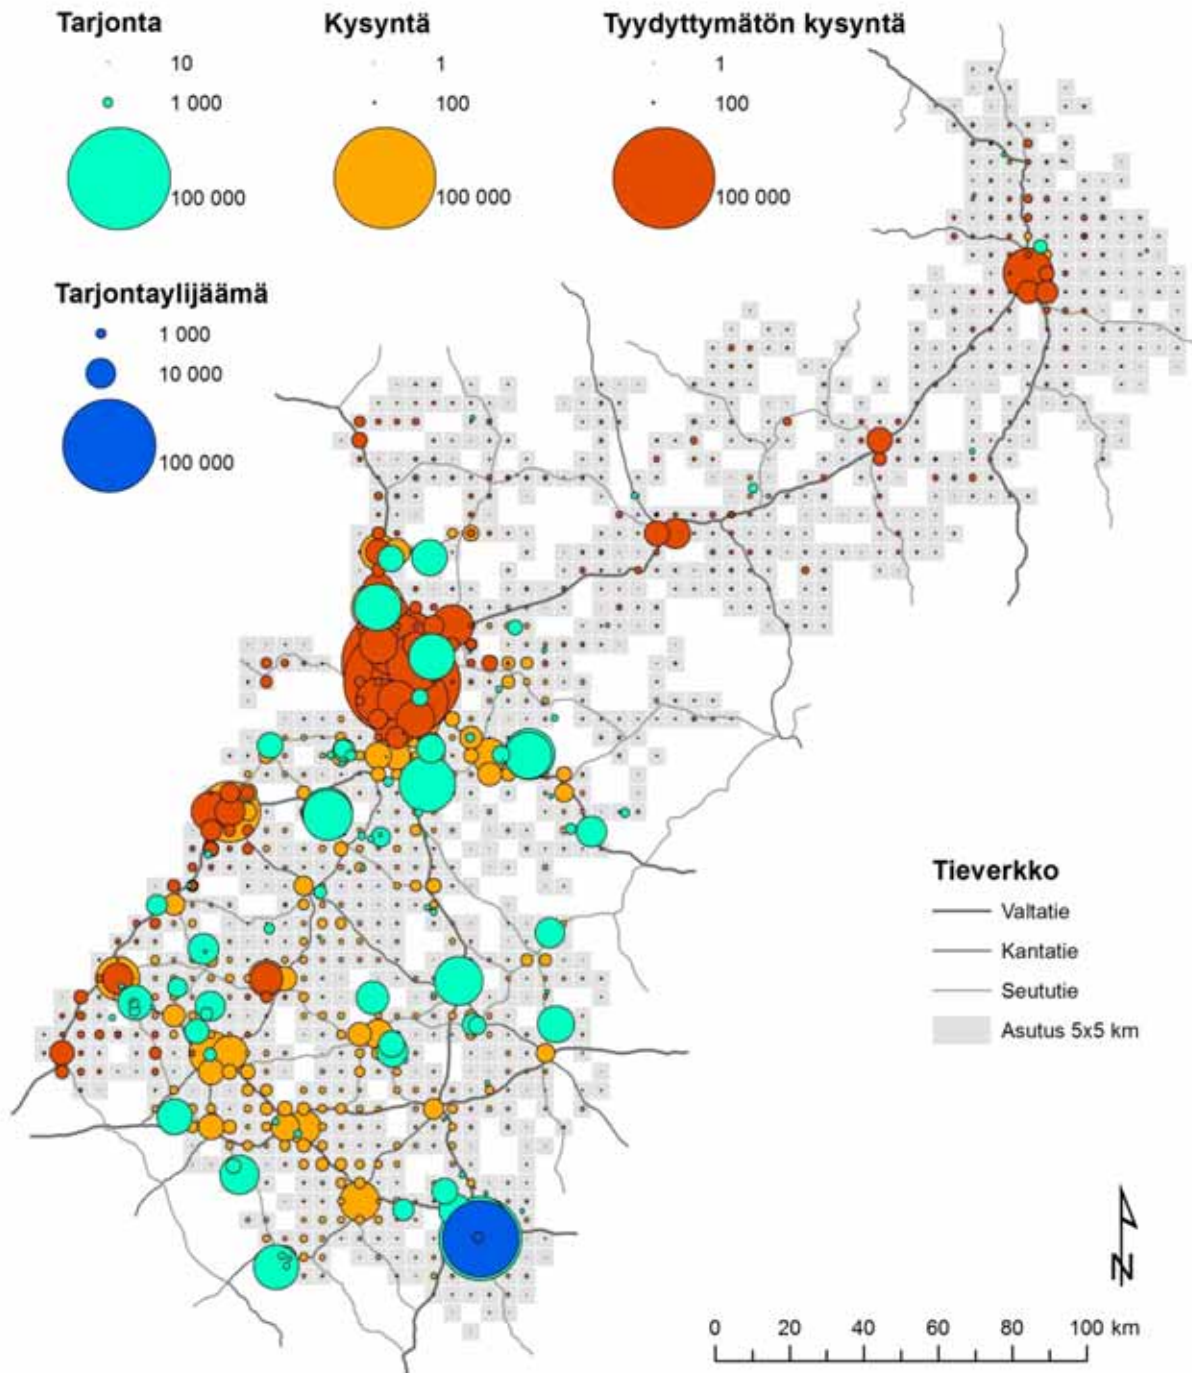 Tarjonta
10
1 000
100 000
Kysyntä
1
100
100 000
Tyydyttymätön kysyntä
1
100
100 000
Tarjontaylijäämä
1 000
10 000
100 000
Tieverkko
Valtatie
Kantatie
Seututie
Asutus 5x5 km
N
0 20 40 60 80 100 km